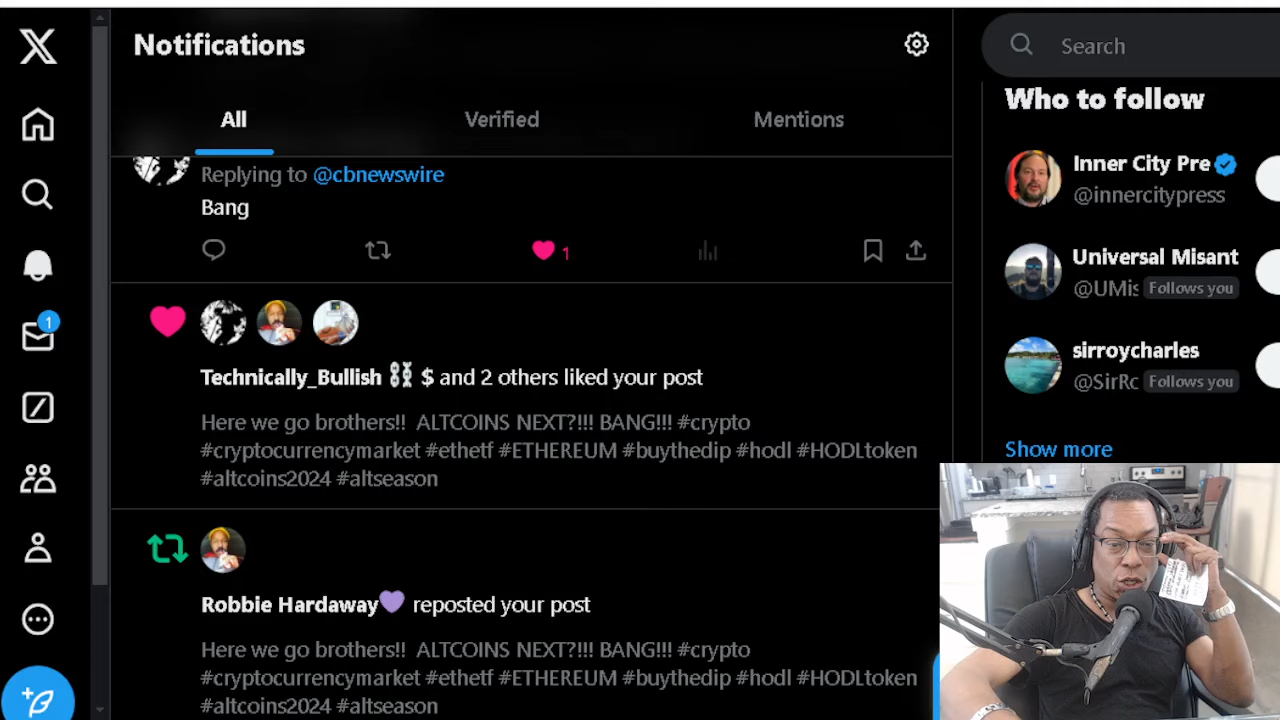 Notifications
Search
All
Verified
Mentions
Replying to @cbnewswire
Bang
1
1
Technically_Bullish ⛓⛓ $ and 2 others liked your post
Here we go brothers!!  ALTCOINS NEXT?!!! BANG!!! #crypto
#cryptocurrencymarket #ethetf #ETHEREUM #buythedip #hodl #HODLtoken
#altcoins2024 #altseason
Robbie Hardaway💜 reposted your post
Here we go brothers!!  ALTCOINS NEXT?!!! BANG!!! #crypto
#cryptocurrencymarket #ethetf #ETHEREUM #buythedip #hodl #HODLtoken
#altcoins2024 #altseason
Who to follow
Inner City Pre
@innercitypress
Universal Misant
@UMis Follows you
sirroycharles
@SirRc Follows you
Show more